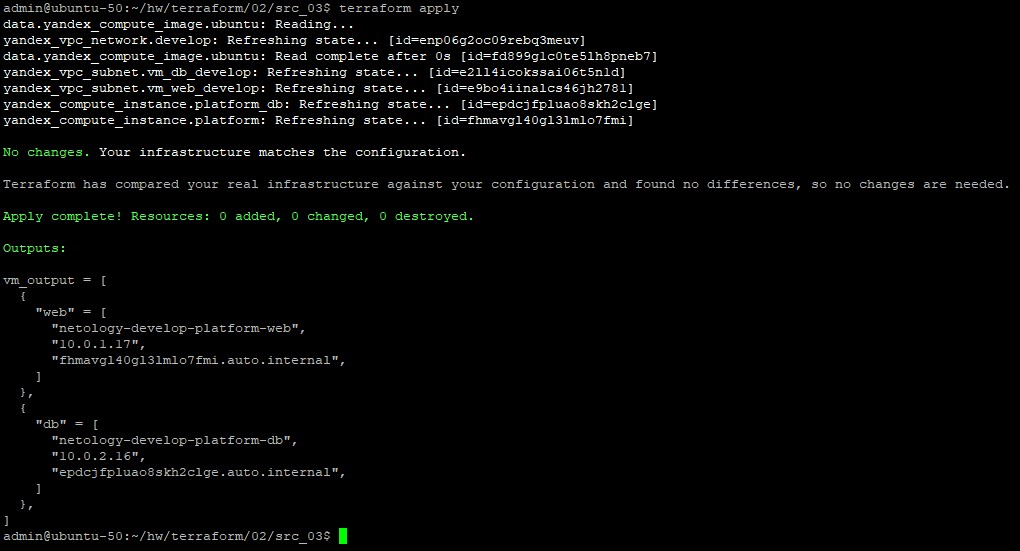 admin@ubuntu-50:~/hw/terraform/02/src_03$ terraform apply
data.yandex_compute_image.ubuntu: Reading...
yandex_vpc_network.develop: Refreshing state... [id=enp06g2oc09rebq3meuv]
data.yandex_compute_image.ubuntu: Read complete after 0s [id=fd899glc0te5lh8pneb7]
yandex_vpc_subnet.vm_db_develop: Refreshing state... [id=e2ll4icokssai06t5nld]
yandex_vpc_subnet.vm_web_develop: Refreshing state... [id=e9bo4iinalcs46jh278l]
yandex_compute_instance.platform_db: Refreshing state... [id=epdcjfpluao8skh2clge]
yandex_compute_instance.platform: Refreshing state... [id=fhmavgl40gl3lmlo7fmi]
No changes. Your infrastructure matches the configuration.
Terraform has compared your real infrastructure against your configuration and found no differences, so no changes are needed.
Apply complete! Resources: 0 added, 0 changed, 0 destroyed.
Outputs:
vm_output = [
  {
    "web" = [
      "netology-develop-platform-web",
      "10.0.1.17",
      "fhmavgl40gl3lmlo7fmi.auto.internal",
    ]
  },
  {
    "db" = [
      "netology-develop-platform-db",
      "10.0.2.16",
      "epdcjfpluao8skh2clge.auto.internal",
    ]
  },
]
admin@ubuntu-50:~/hw/terraform/02/src_03$